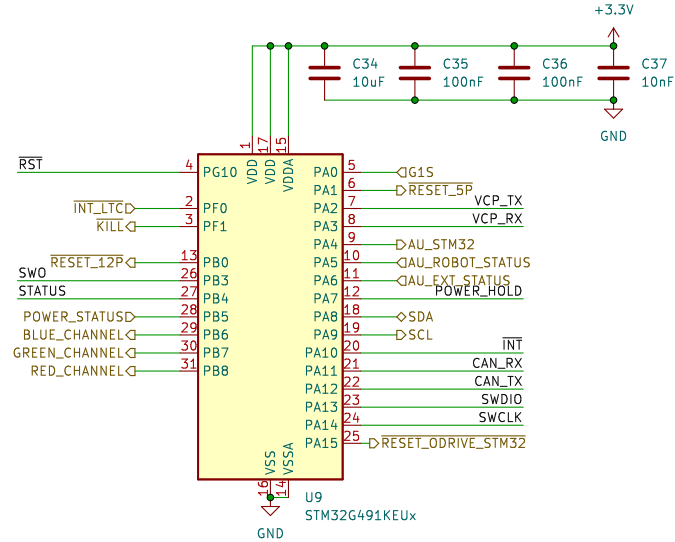 +3.3V
C34
10uF
C35
100nF
C36
100nF
C37
10nF
GND
1
17
15
VDD
VDD
VDDA
RST
4
PG10
INT_LTC
2
PF0
KILL
3
PF1
RESET_12P
13
PB0
SWO
26
PB3
STATUS
27
PB4
POWER_STATUS
28
PB5
BLUE_CHANNEL
29
PB6
GREEN_CHANNEL
30
PB7
RED_CHANNEL
31
PB8
PA0
5
G1S
PA1
6
RESET_5P
PA2
7
VCP_TX
PA3
8
VCP_RX
PA4
9
AU_STM32
PA5
10
AU_ROBOT_STATUS
PA6
11
AU_EXT_STATUS
PA7
12
POWER_HOLD
PA8
18
SDA
PA9
19
SCL
PA10
20
INT
PA11
21
CAN_RX
PA12
22
CAN_TX
PA13
23
SWDIO
PA14
24
SWCLK
PA15
25
RESET_ODRIVE_STM32
VSS
VSSA
16
14
GND
U9
STM32G491KEUx